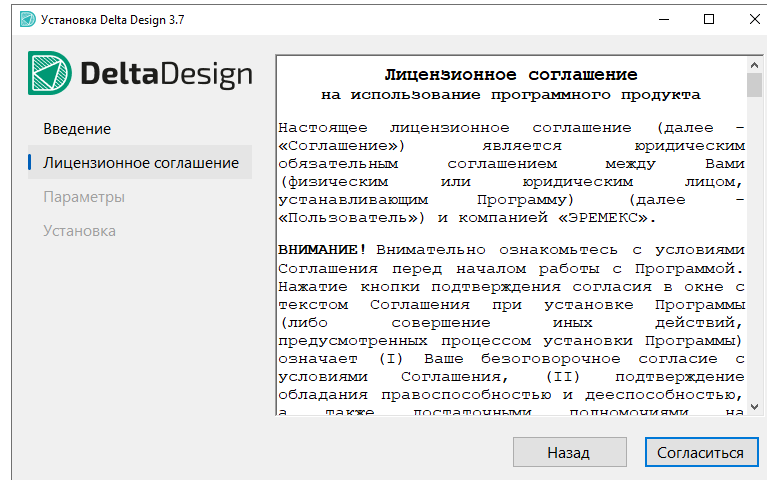 Установка Delta Design 3.7
DeltaDesign
Введение
Лицензионное соглашение
Параметры
Установка
Лицензионное соглашение
на использование программного продукта
Настоящее лицензионное соглашение (далее –
«Соглашение») является юридическим
обязательным соглашением между Вами
(физическим или юридическим лицом,
устанавливающим Программу) (далее –
«Пользователь») и компанией «ЭРЕМЕКС».
ВНИМАНИЕ! Внимательно ознакомьтесь с условиями
Соглашения перед началом работы с Программой.
Нажатие кнопки подтверждения согласия в окне с
текстом Соглашения при установке Программы
(либо совершение иных действий,
предусмотренных процессом установки Программы)
означает (I) Ваше безоговорочное согласие с
условиями Соглашения, (II) подтверждение
обладания правоспособностью и дееспособностью,
а также достаточными полномочиями на
Назад
Согласиться